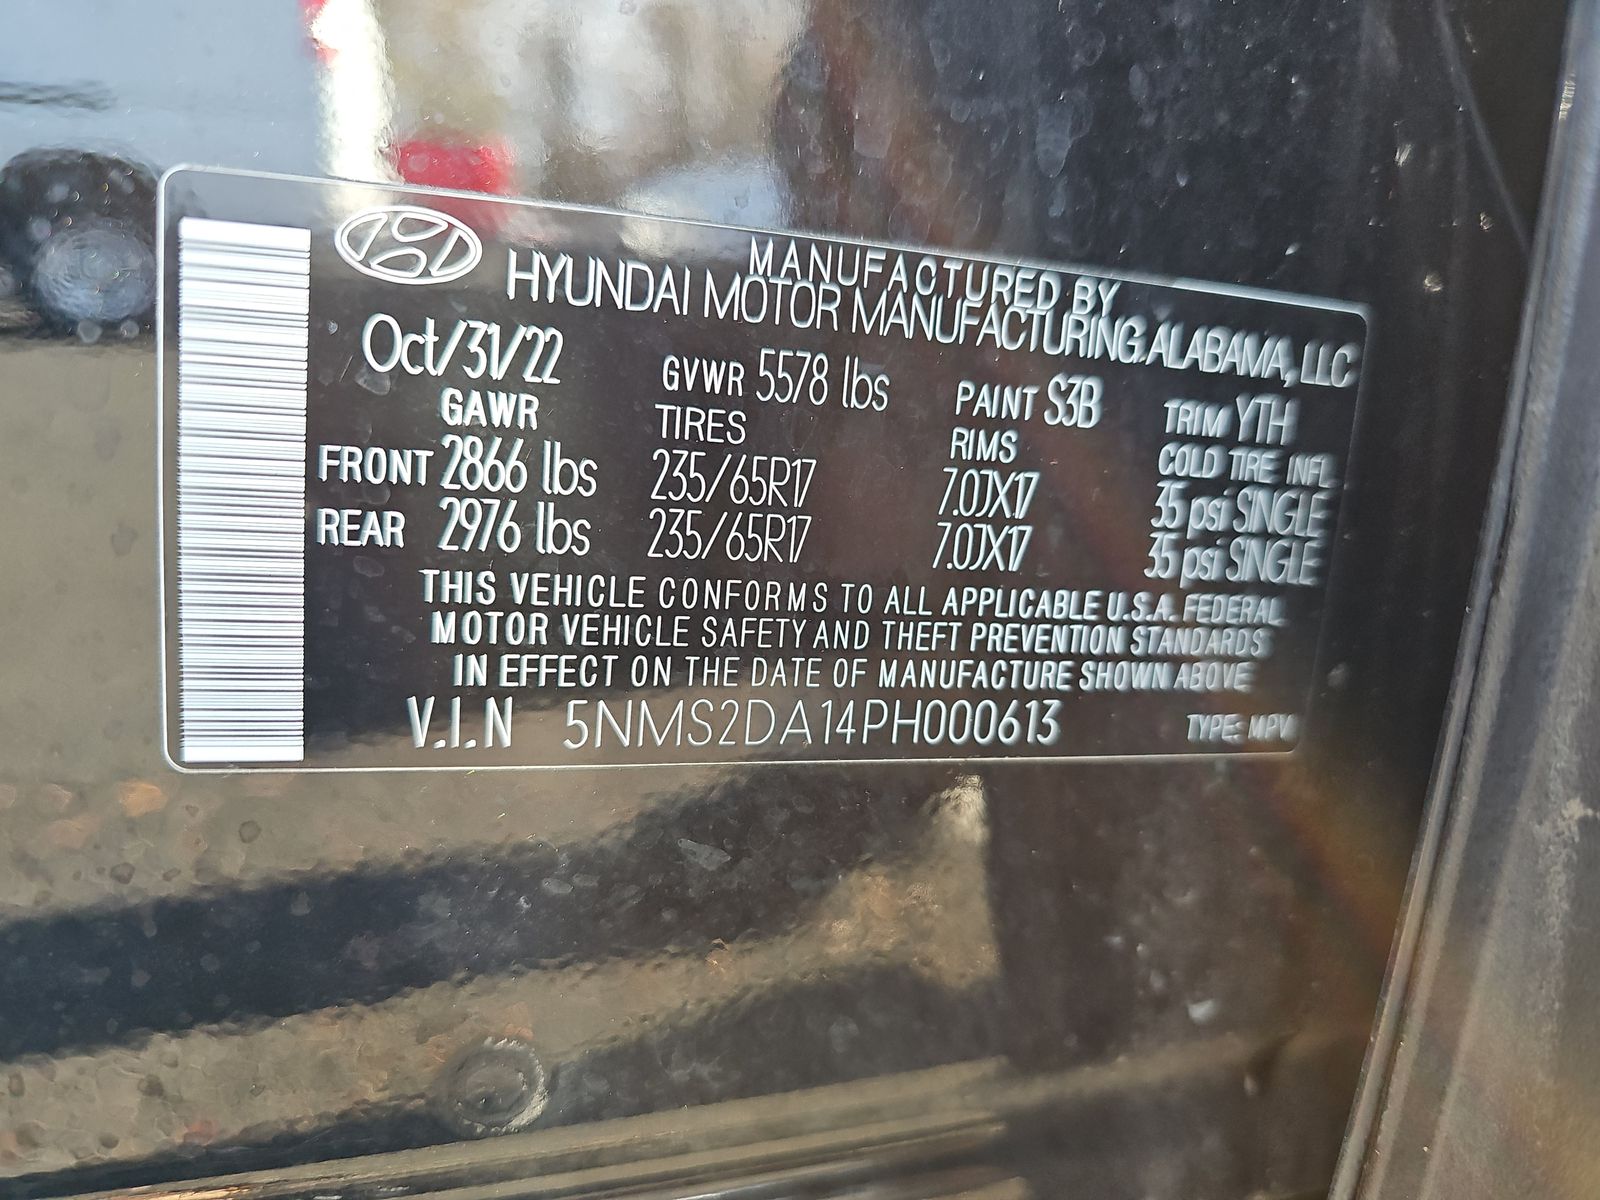 MANUFACTURED BY
HYUNDAI MOTOR MANUFACTURING ALABAMA, LLC
Oct/31/22 GVWR 5578 lbs PAINT S3B TRIM YTH
GAWR TIRES RIMS COLD TIRE INFL
FRONT 2866 lbs 235/65R17 7.0JX17 35 psi SINGLE
REAR 2976 lbs 235/65R17 7.0JX17 35 psi SINGLE
THIS VEHICLE CONFORMS TO ALL APPLICABLE U.S.A. FEDERAL
MOTOR VEHICLE SAFETY AND THEFT PREVENTION STANDARDS
IN EFFECT ON THE DATE OF MANUFACTURE SHOWN ABOVE
V.I.N 5NMS2DA14PH000613 TYPE: MPV